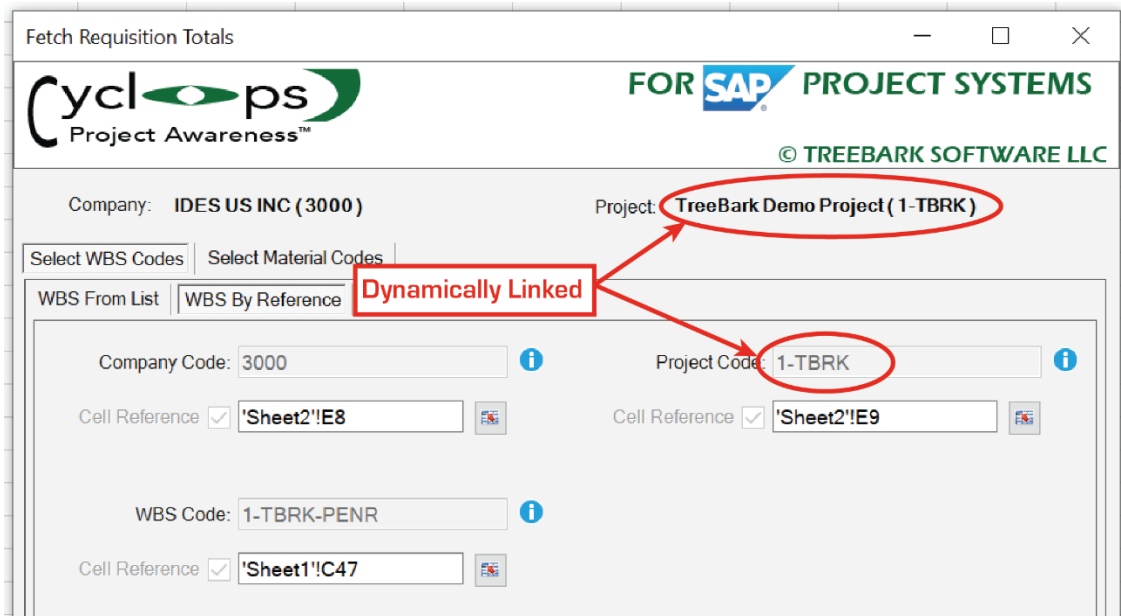 Fetch Requisition Totals
Cyclops
Project Awareness™
FOR SAP® PROJECT SYSTEMS
© TREEBARK SOFTWARE LLC
Company: IDES US INC (3000)
Project: TreeBark Demo Project (1-TBRK)
Select WBS Codes Select Material Codes
WBS From List WBS By Reference
Dynamically Linked
Company Code: 3000
Project Code: 1-TBRK
Cell Reference 'Sheet2'!E8
Cell Reference 'Sheet2'!E9
WBS Code: 1-TBRK-PENR
Cell Reference 'Sheet1'!C47